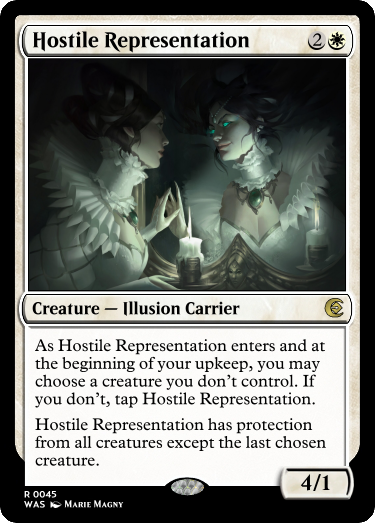 Hostile Representation 2
Creature — Illusion Carrier
As Hostile Representation enters and at
the beginning of your upkeep, you may
choose a creature you don't control. If
you don't, tap Hostile Representation.
Hostile Representation has protection
from all creatures except the last chosen
creature.
4/1
R 0045
WAS Marie Magny